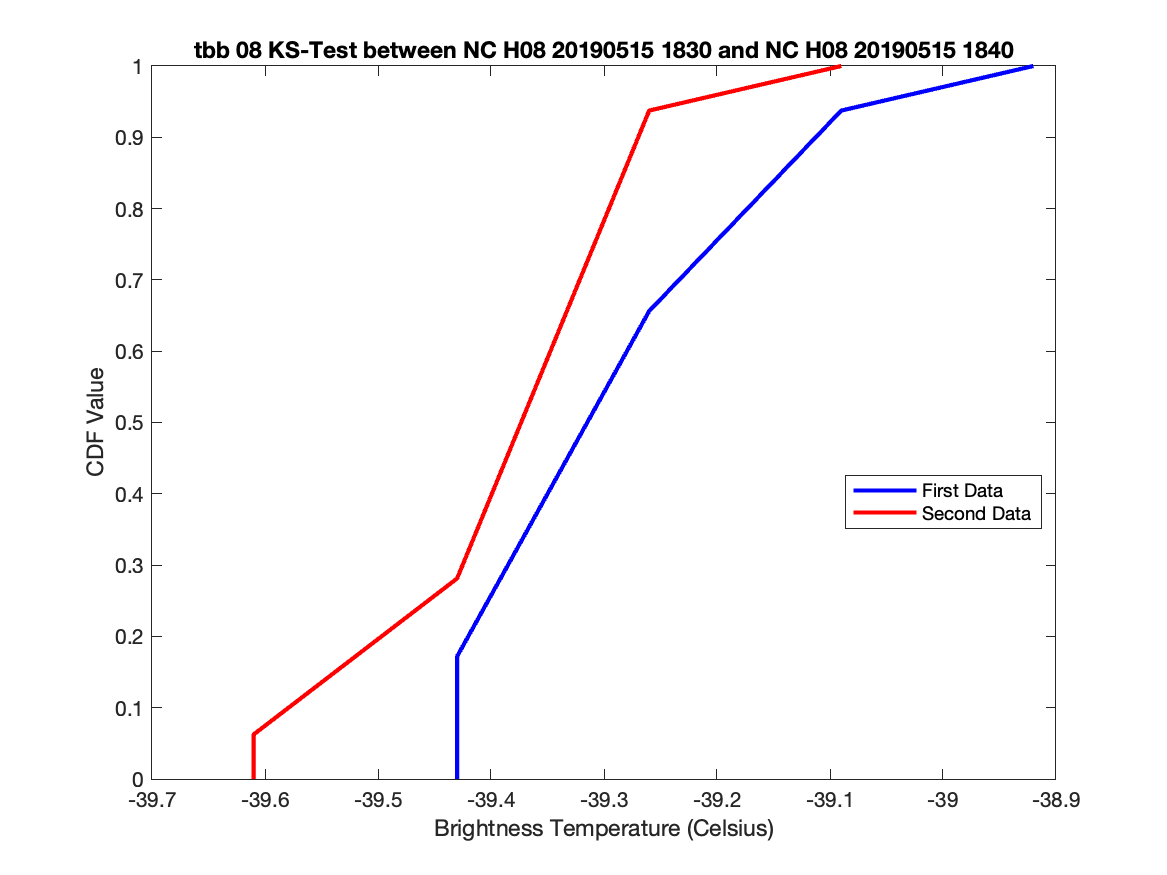 tbb 08 KS-Test between NC H08 20190515 1830 and NC H08 20190515 1840
1
0.9
0.8
0.7
0.6
0.5
0.4
0.3
0.2
0.1
0
CDF Value
First Data
Second Data
-39.7 -39.6 -39.5 -39.4 -39.3 -39.2 -39.1 -39 -38.9
Brightness Temperature (Celsius)